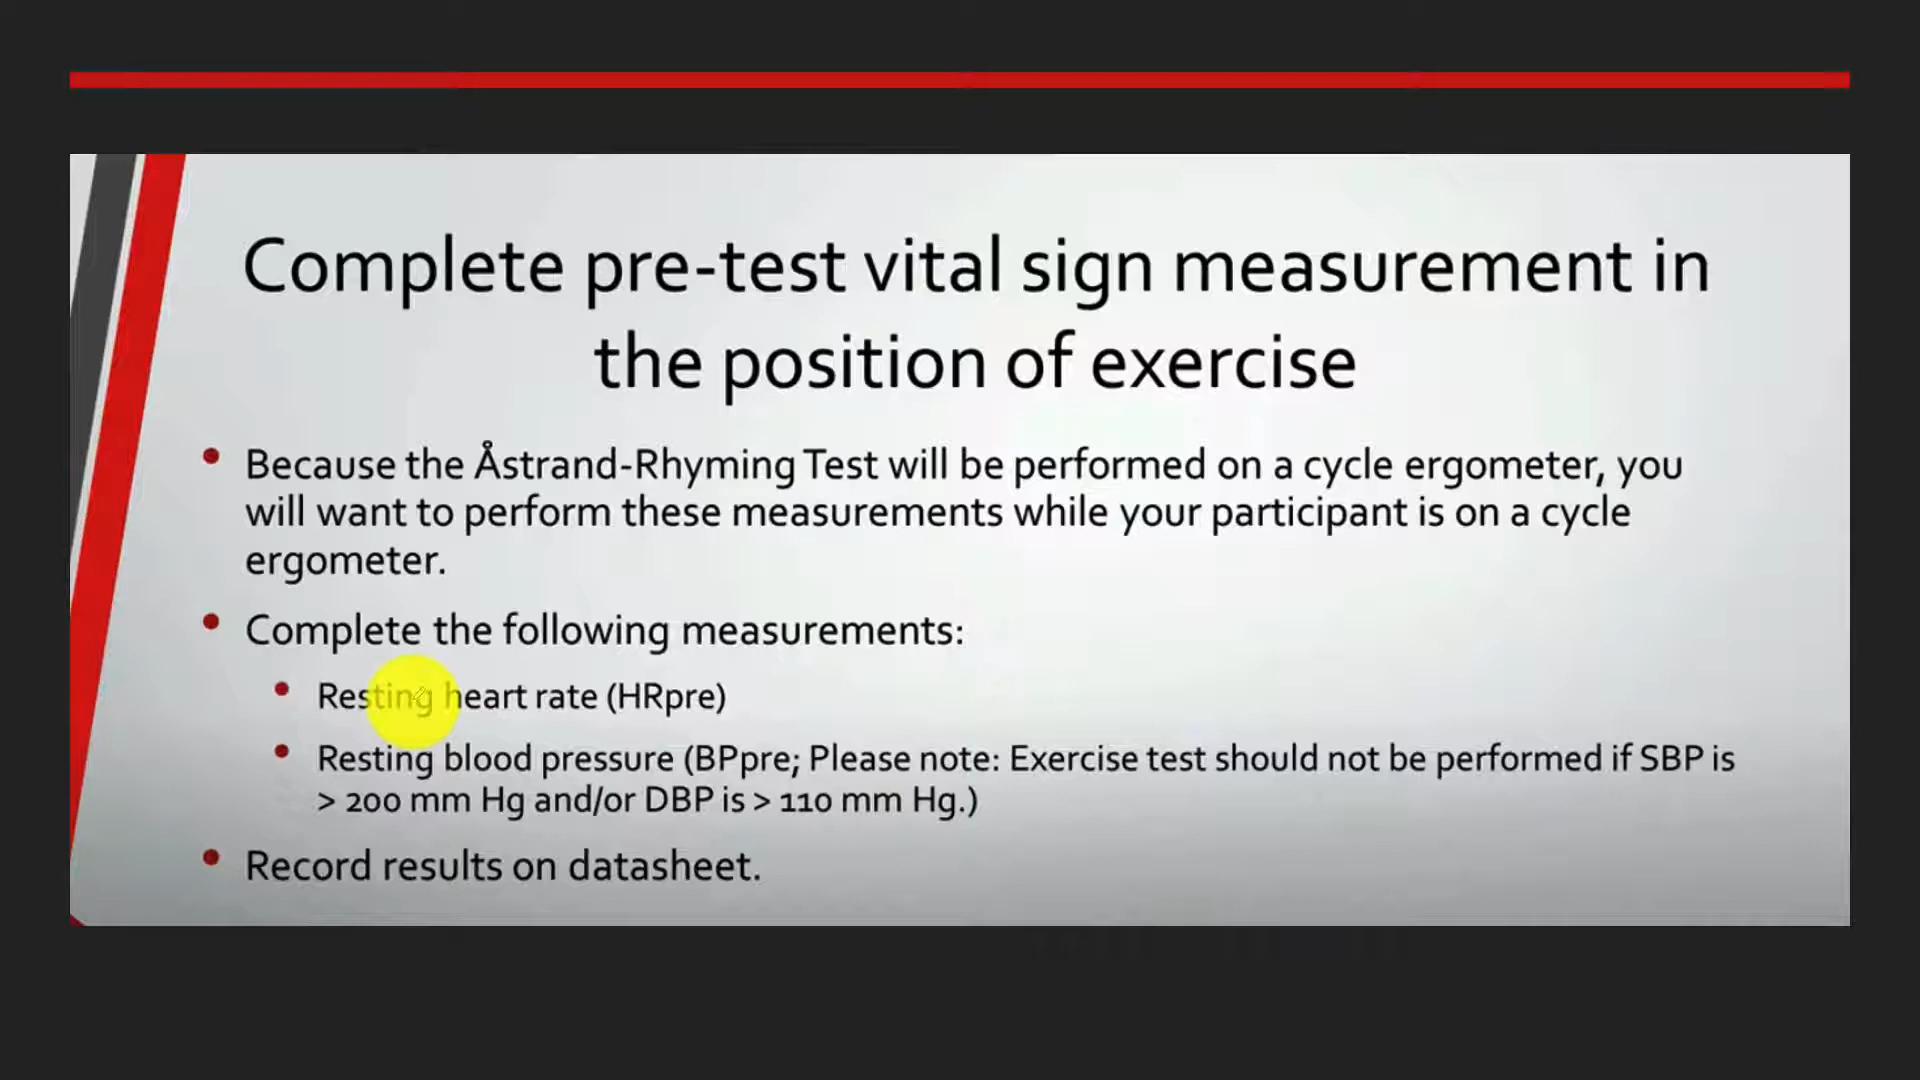 Complete pre-test vital sign measurement in
the position of exercise
• Because the Åstrand-Rhyming Test will be performed on a cycle ergometer, you
will want to perform these measurements while your participant is on a cycle
ergometer.
• Complete the following measurements:
• Resting heart rate (HRpre)
• Resting blood pressure (BPpre; Please note: Exercise test should not be performed if SBP is
> 200 mm Hg and/or DBP is > 110 mm Hg.)
• Record results on datasheet.